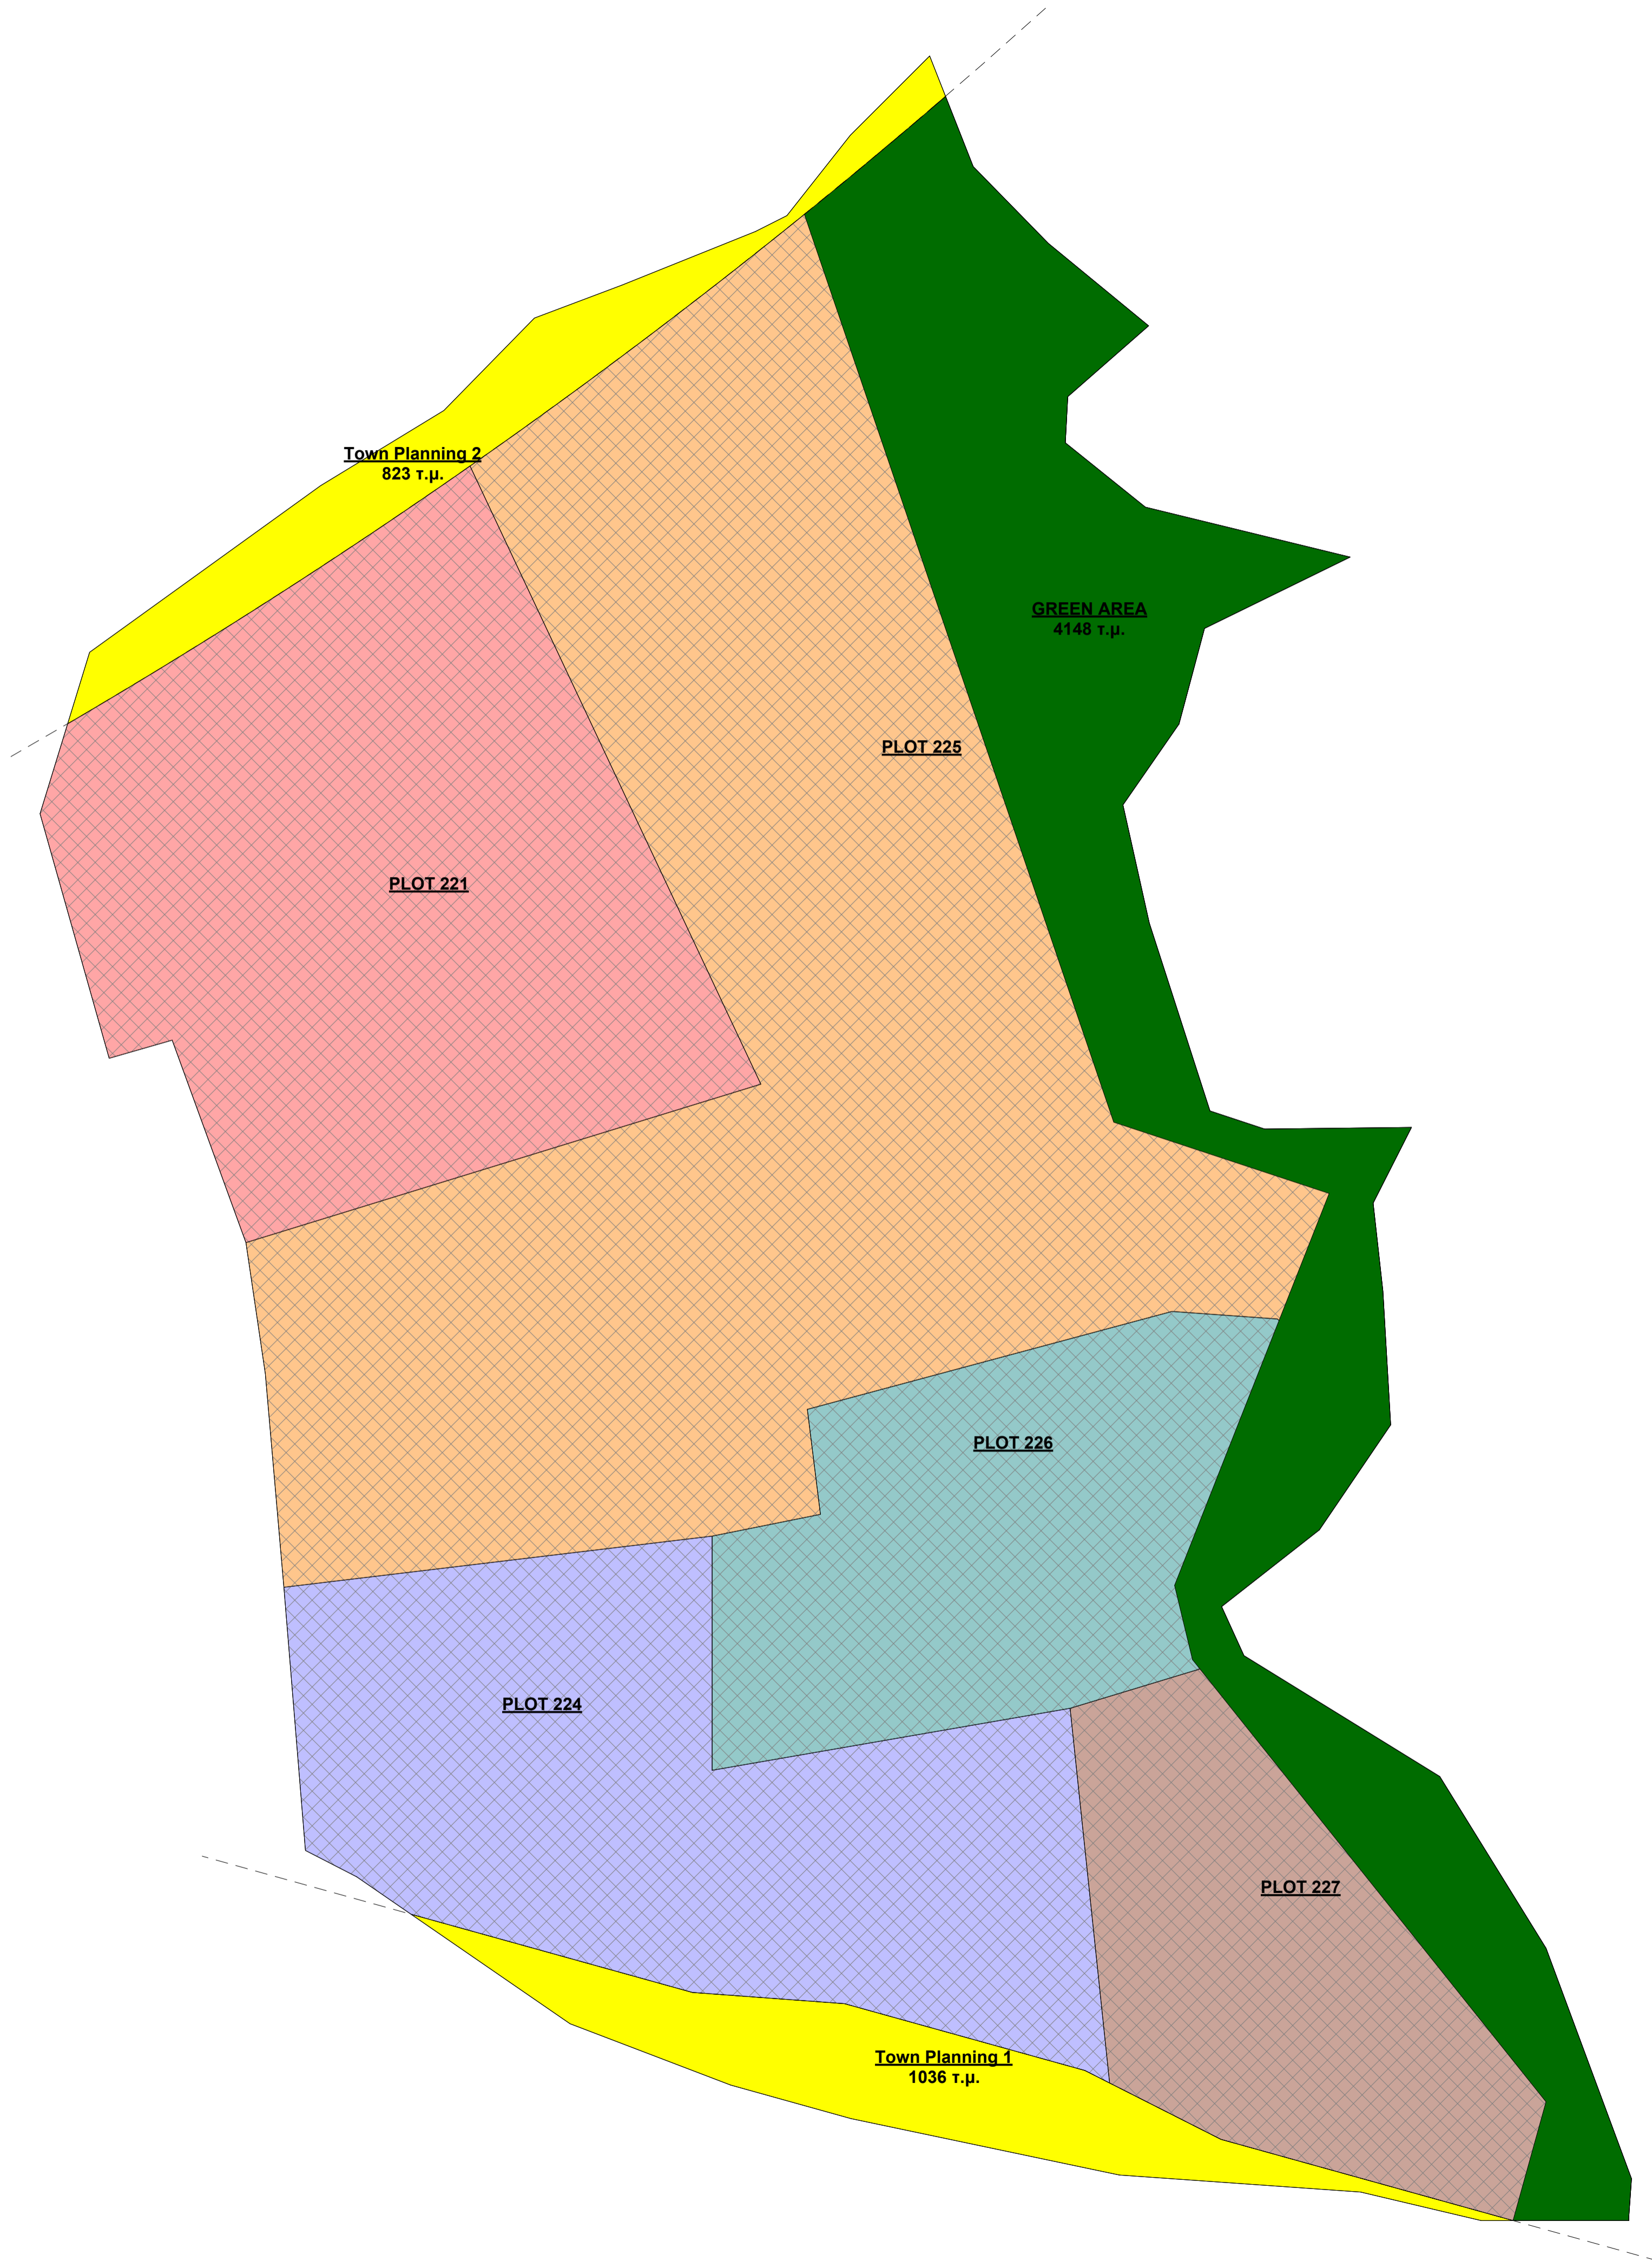 Town Planning 2
823 τ.μ.
GREEN AREA
4148 τ.μ.
PLOT 225
PLOT 221
PLOT 226
PLOT 224
PLOT 227
Town Planning 1
1036 τ.μ.